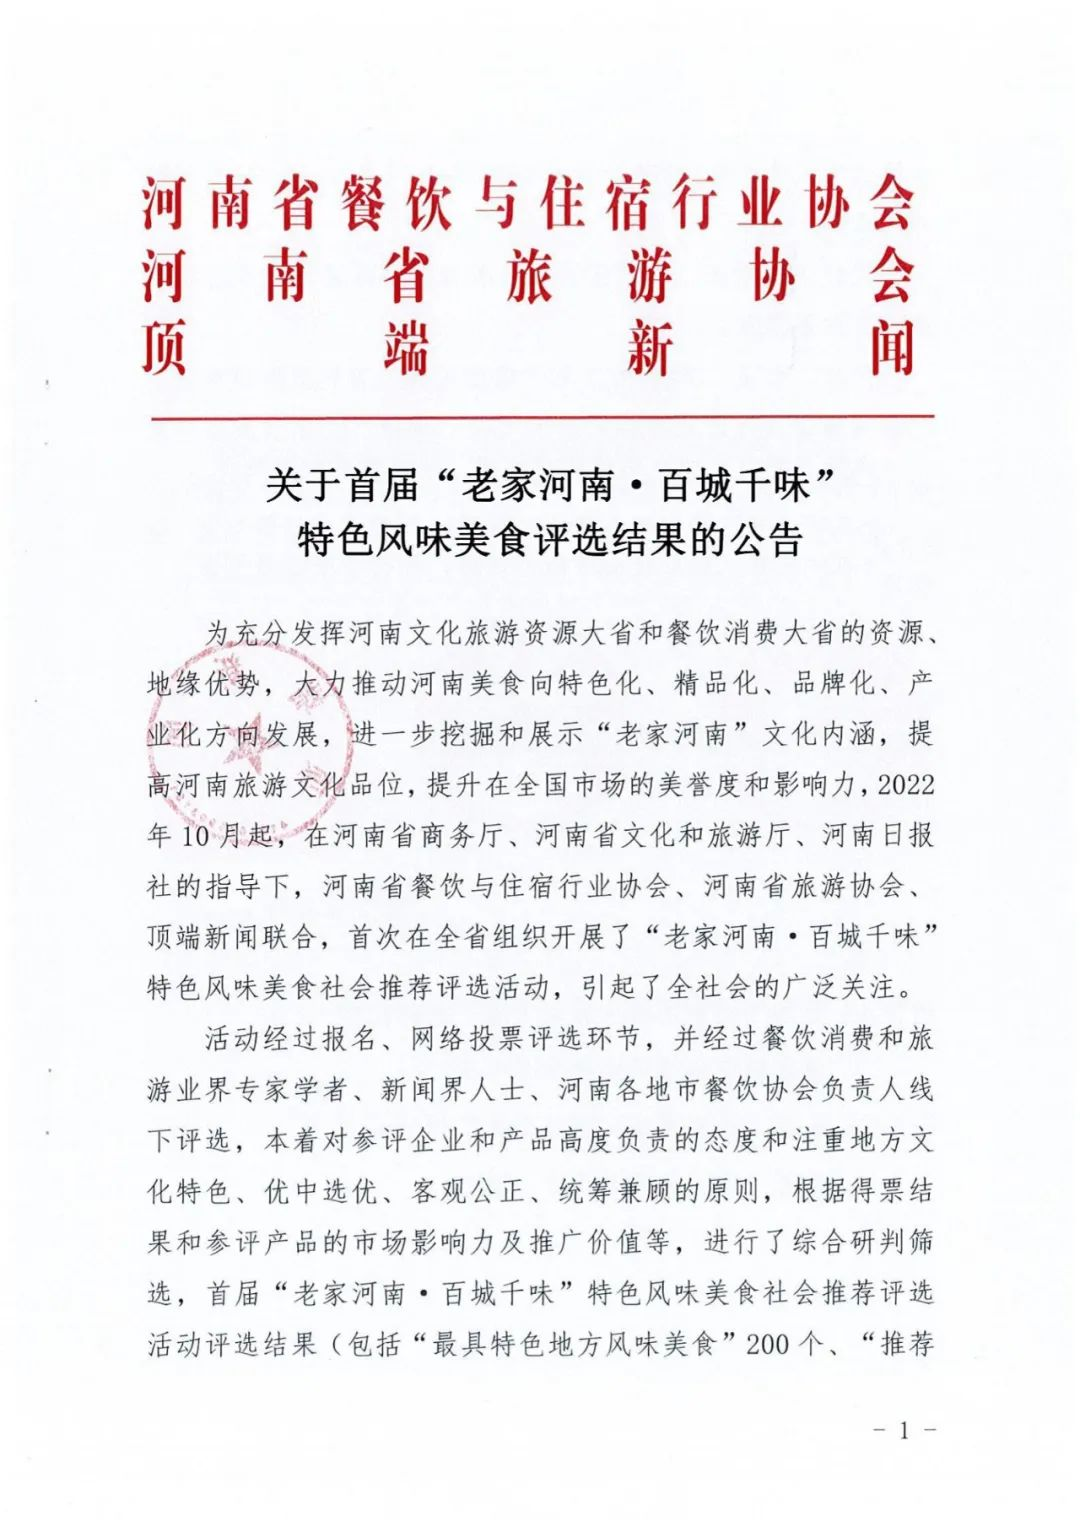 河南省餐饮与住宿行业协会
河南省旅游协会
顶端新闻
关于首届“老家河南·百城千味”
特色风味美食评选结果的公告
为充分发挥河南文化旅游资源大省和餐饮消费大省的资源、
地缘优势，大力推动河南美食向特色化、精品化、品牌化、产
业化方向发展，进一步挖掘和展示“老家河南”文化内涵，提
高河南旅游文化品位，提升在全国市场的美誉度和影响力，2022
年10月起，在河南省商务厅、河南省文化和旅游厅、河南日报
社的指导下，河南省餐饮与住宿行业协会、河南省旅游协会、
顶端新闻联合，首次在全省组织开展了“老家河南·百城千味”
特色风味美食社会推荐评选活动，引起了全社会的广泛关注。
活动经过报名、网络投票评选环节，并经过餐饮消费和旅
游业界专家学者、新闻界人士、河南各地市餐饮协会负责人线
下评选，本着对参评企业和产品高度负责的态度和注重地方文
化特色、优中选优、客观公正、统筹兼顾的原则，根据得票结
果和参评产品的市场影响力及推广价值等，进行了综合研判筛
选，首届“老家河南·百城千味”特色风味美食社会推荐评选
活动评选结果（包括“最具特色地方风味美食”200个、“推荐
- 1 -